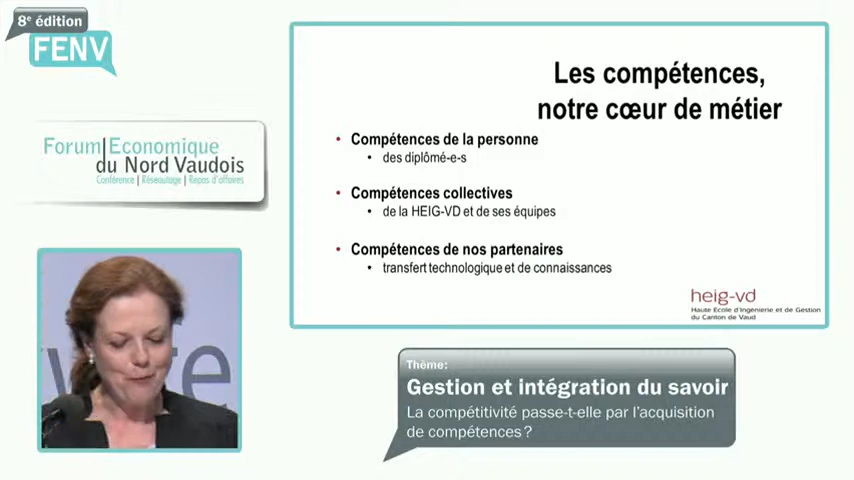 8e édition
FENV
Forum Economique
du Nord Vaudois
Conférence | Réseautage | Repas d'affaires
Les compétences,
notre cœur de métier
• Compétences de la personne
• des diplômé-e-s
• Compétences collectives
• de la HEIG-VD et de ses équipes
• Compétences de nos partenaires
• transfert technologique et de connaissances
heig-vd
Haute Ecole d'Ingénierie et de Gestion
du Canton de Vaud
Thème:
Gestion et intégration du savoir
La compétitivité passe-t-elle par l'acquisition
de compétences ?